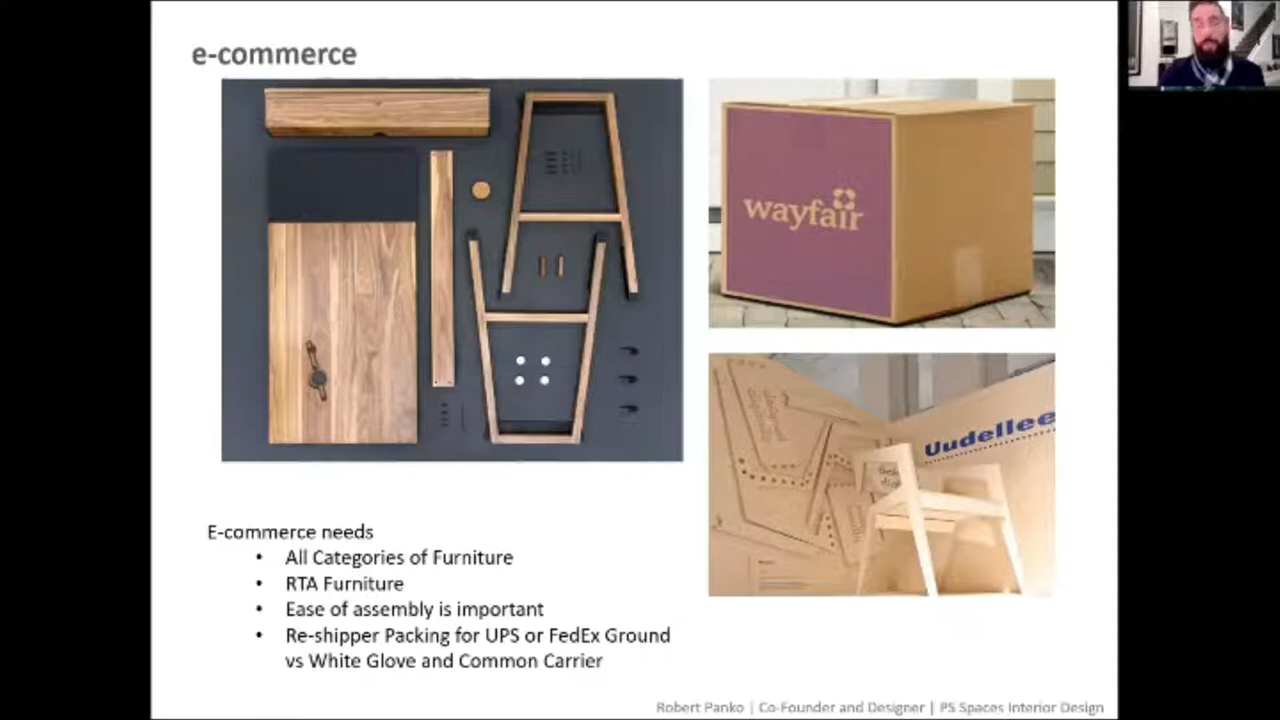 e-commerce
wayfair
Uudellee
E-commerce needs
• All Categories of Furniture
• RTA Furniture
• Ease of assembly is important
• Re-shipper Packing for UPS or FedEx Ground
vs White Glove and Common Carrier
Robert Panko | Co-Founder and Designer | PS Spaces Interior Design